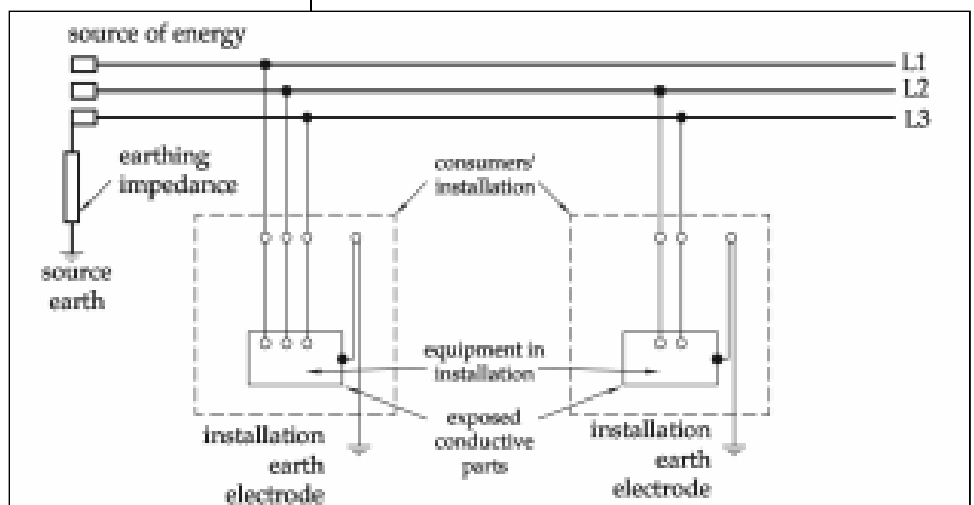 source of energy
L1
L2
L3
earthing
impedance
consumers'
installation
source
earth
equipment in
installation
exposed
conductive
parts
installation
earth
electrode
installation
earth
electrode